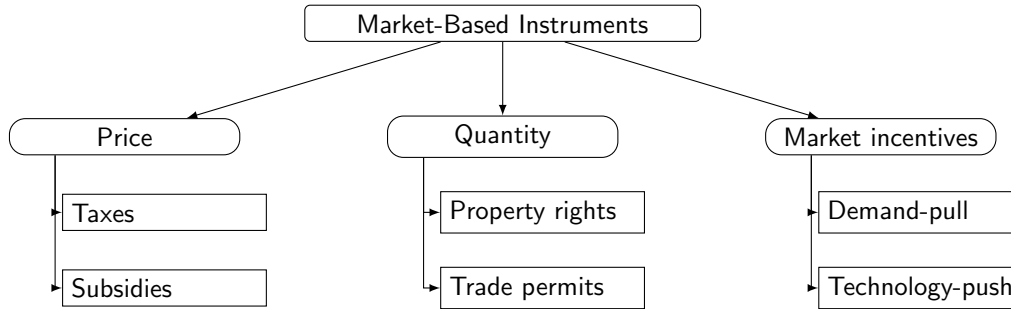 Market-Based Instruments
Price
Quantity
Market incentives
Taxes
Property rights
Demand-pull
Subsidies
Trade permits
Technology-push